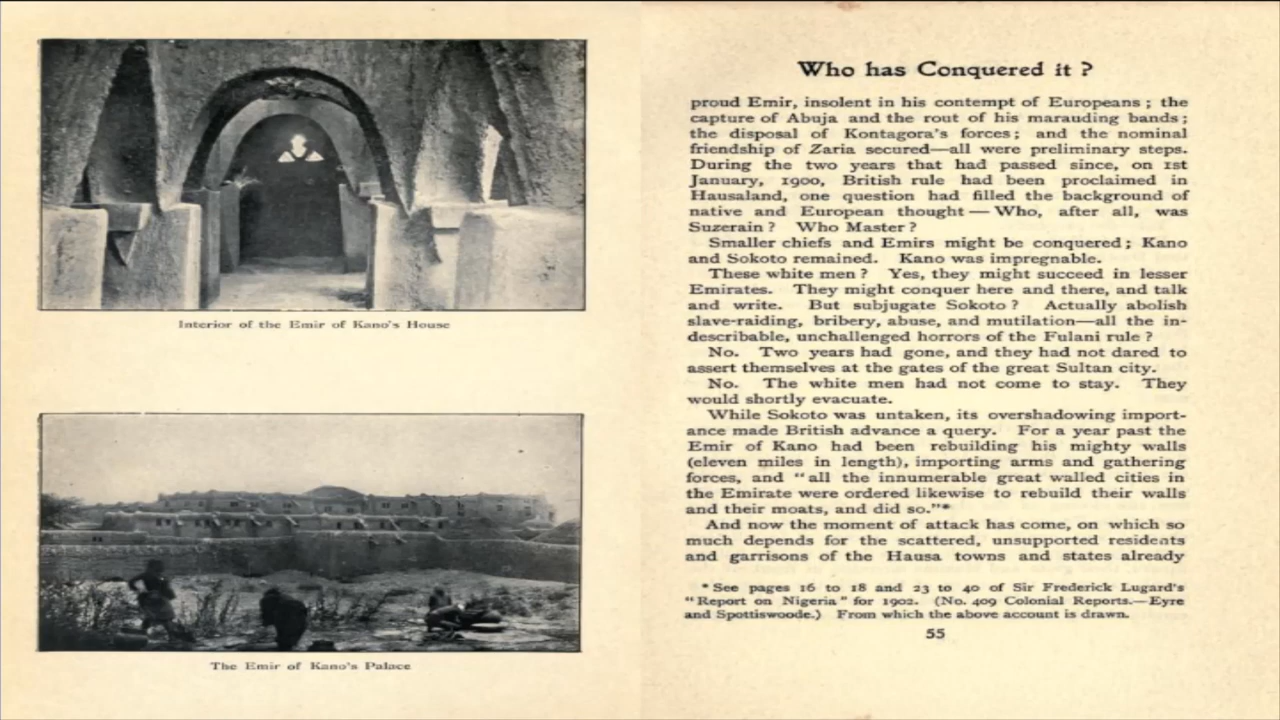 Interior of the Emir of Kano's House
The Emir of Kano's Palace
Who has Conquered it ?
proud Emir, insolent in his contempt of Europeans ; the
capture of Abuja and the rout of his marauding bands ;
the disposal of Kontagora's forces ; and the nominal
friendship of Zaria secured—all were preliminary steps.
During the two years that had passed since, on 1st
January, 1900, British rule had been proclaimed in
Hausaland, one question had filled the background of
native and European thought — Who, after all, was
Suzerain ? Who Master ?
Smaller chiefs and Emirs might be conquered ; Kano
and Sokoto remained. Kano was impregnable.
These white men ? Yes, they might succeed in lesser
Emirates. They might conquer here and there, and talk
and write. But subjugate Sokoto ? Actually abolish
slave-raiding, bribery, abuse, and mutilation—all the in-
describable, unchallenged horrors of the Fulani rule ?
No. Two years had gone, and they had not dared to
assert themselves at the gates of the great Sultan city.
No. The white men had not come to stay. They
would shortly evacuate.
While Sokoto was untaken, its overshadowing import-
ance made British advance a query. For a year past the
Emir of Kano had been rebuilding his mighty walls
(eleven miles in length), importing arms and gathering
forces, and "all the innumerable great walled cities in
the Emirate were ordered likewise to rebuild their walls
and their moats, and did so."*
And now the moment of attack has come, on which so
much depends for the scattered, unsupported residents
and garrisons of the Hausa towns and states already
* See pages 16 to 18 and 23 to 40 of Sir Frederick Lugard's
"Report on Nigeria" for 1902. (No. 409 Colonial Reports.—Eyre
and Spottiswoode.) From which the above account is drawn.
55